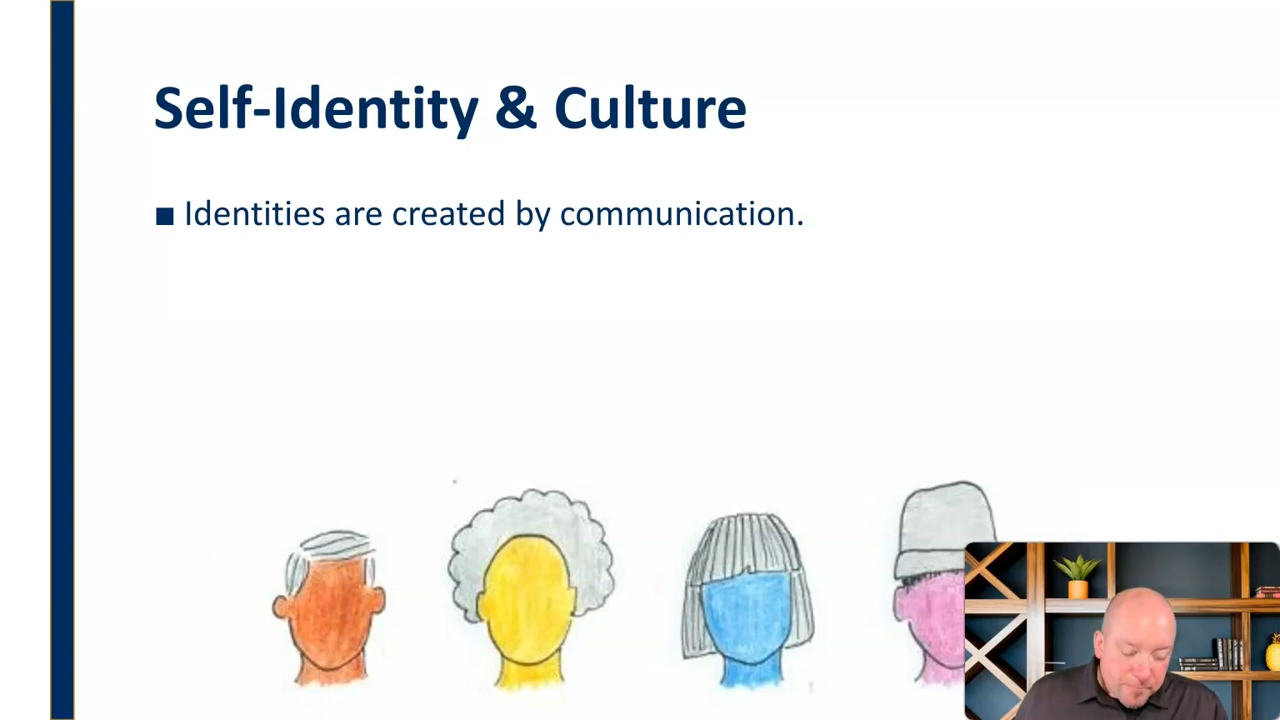 Self-Identity & Culture
■ Identities are created by communication.